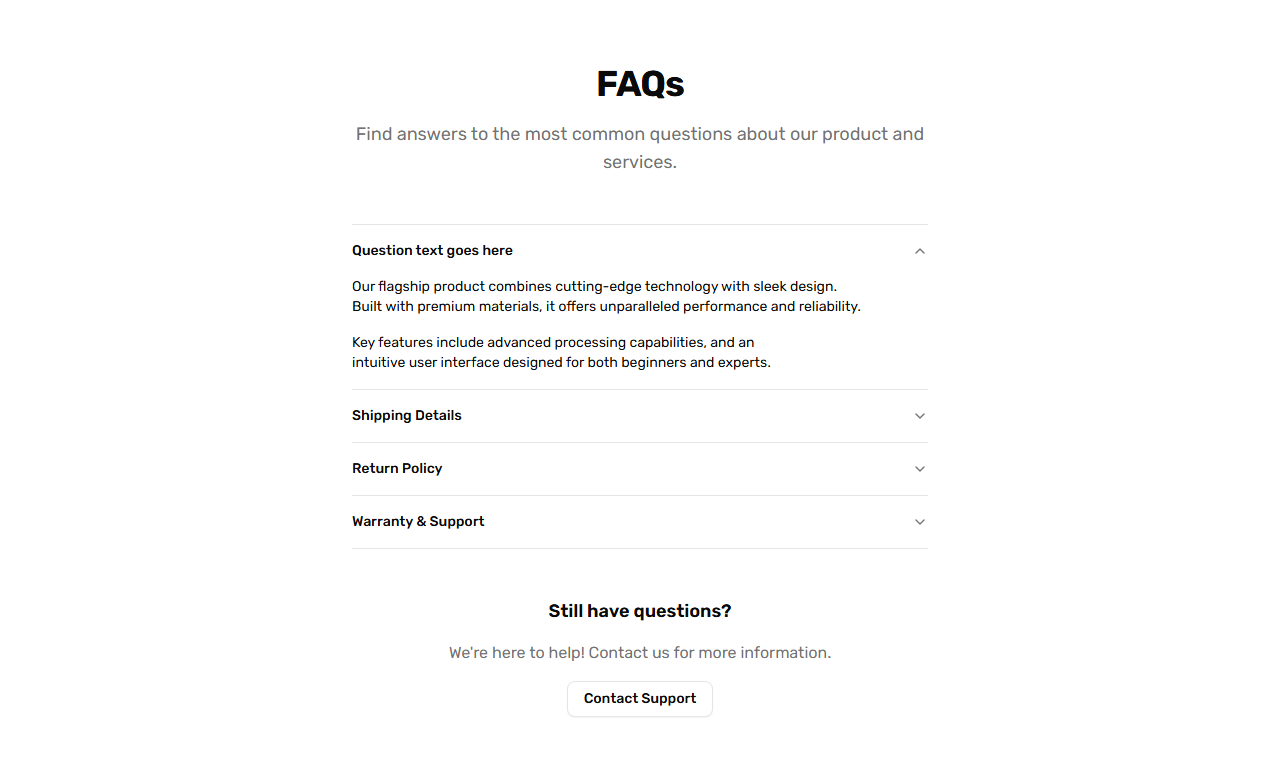 FAQs
Find answers to the most common questions about our product and
services.
Question text goes here
Our flagship product combines cutting-edge technology with sleek design.
Built with premium materials, it offers unparalleled performance and reliability.
Key features include advanced processing capabilities, and an
intuitive user interface designed for both beginners and experts.
Shipping Details
Return Policy
Warranty & Support
Still have questions?
We're here to help! Contact us for more information.
Contact Support